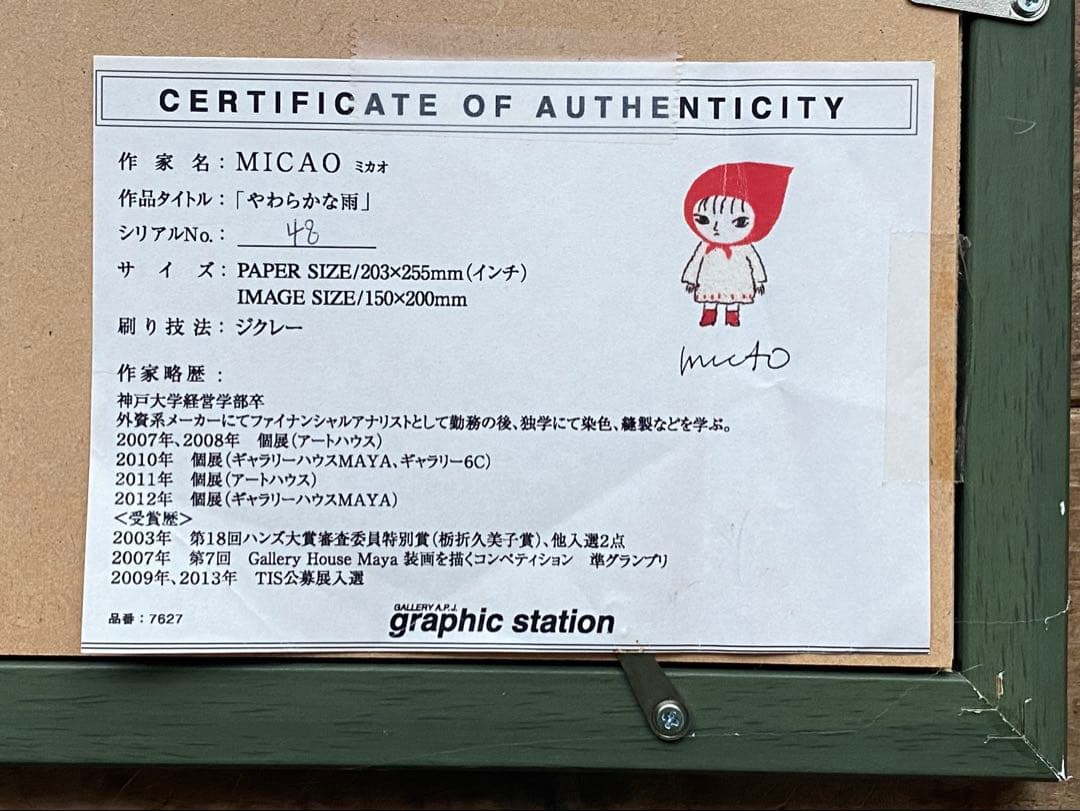 CERTIFICATE OF AUTHENTICITY
作家名：MICAO ミカオ
作品タイトル：「やわらかな雨」
シリアルNo.： 48
サイズ：PAPER SIZE/203×255mm（インチ）
IMAGE SIZE/150×200mm
刷り技法：ジクレー
micAO
作家略歴：
神戸大学経営学部卒
外資系メーカーにてファイナンシャルアナリストとして勤務の後、独学にて染色、縫製などを学ぶ。
2007年、2008年　個展（アートハウス）
2010年　個展（ギャラリーハウスMAYA、ギャラリー6C）
2011年　個展（アートハウス）
2012年　個展（ギャラリーハウスMAYA）
＜受賞歴＞
2003年　第18回ハンズ大賞審査委員特別賞（栃折久美子賞）、他入選2点
2007年　第7回　Gallery House Maya 装画を描くコンペティション　準グランプリ
2009年、2013年　TIS公募展入選
品番：7627
GALLERY A.P.J.
graphic station